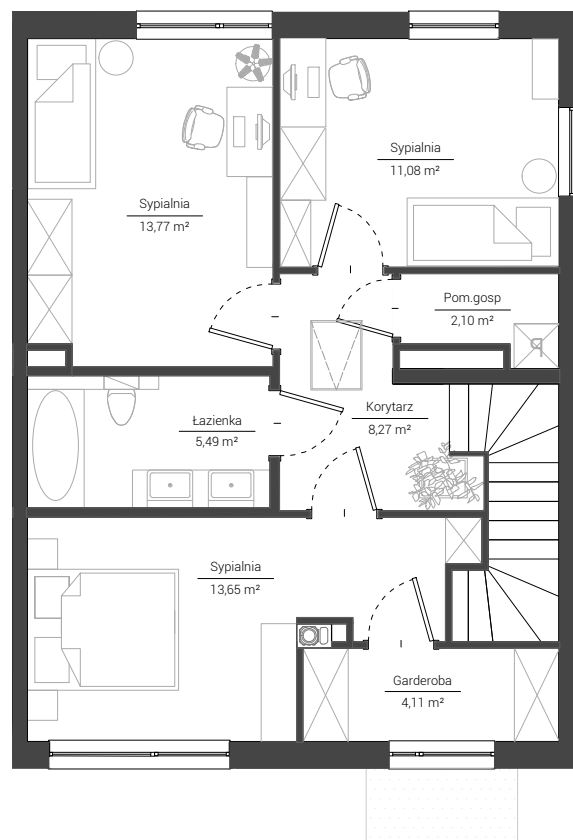 Sypialnia
11,08 m²
Sypialnia
13,77 m²
Pom.gosp
2,10 m²
Korytarz
8,27 m²
Łazienka
5,49 m²
Sypialnia
13,65 m²
Garderoba
4,11 m²